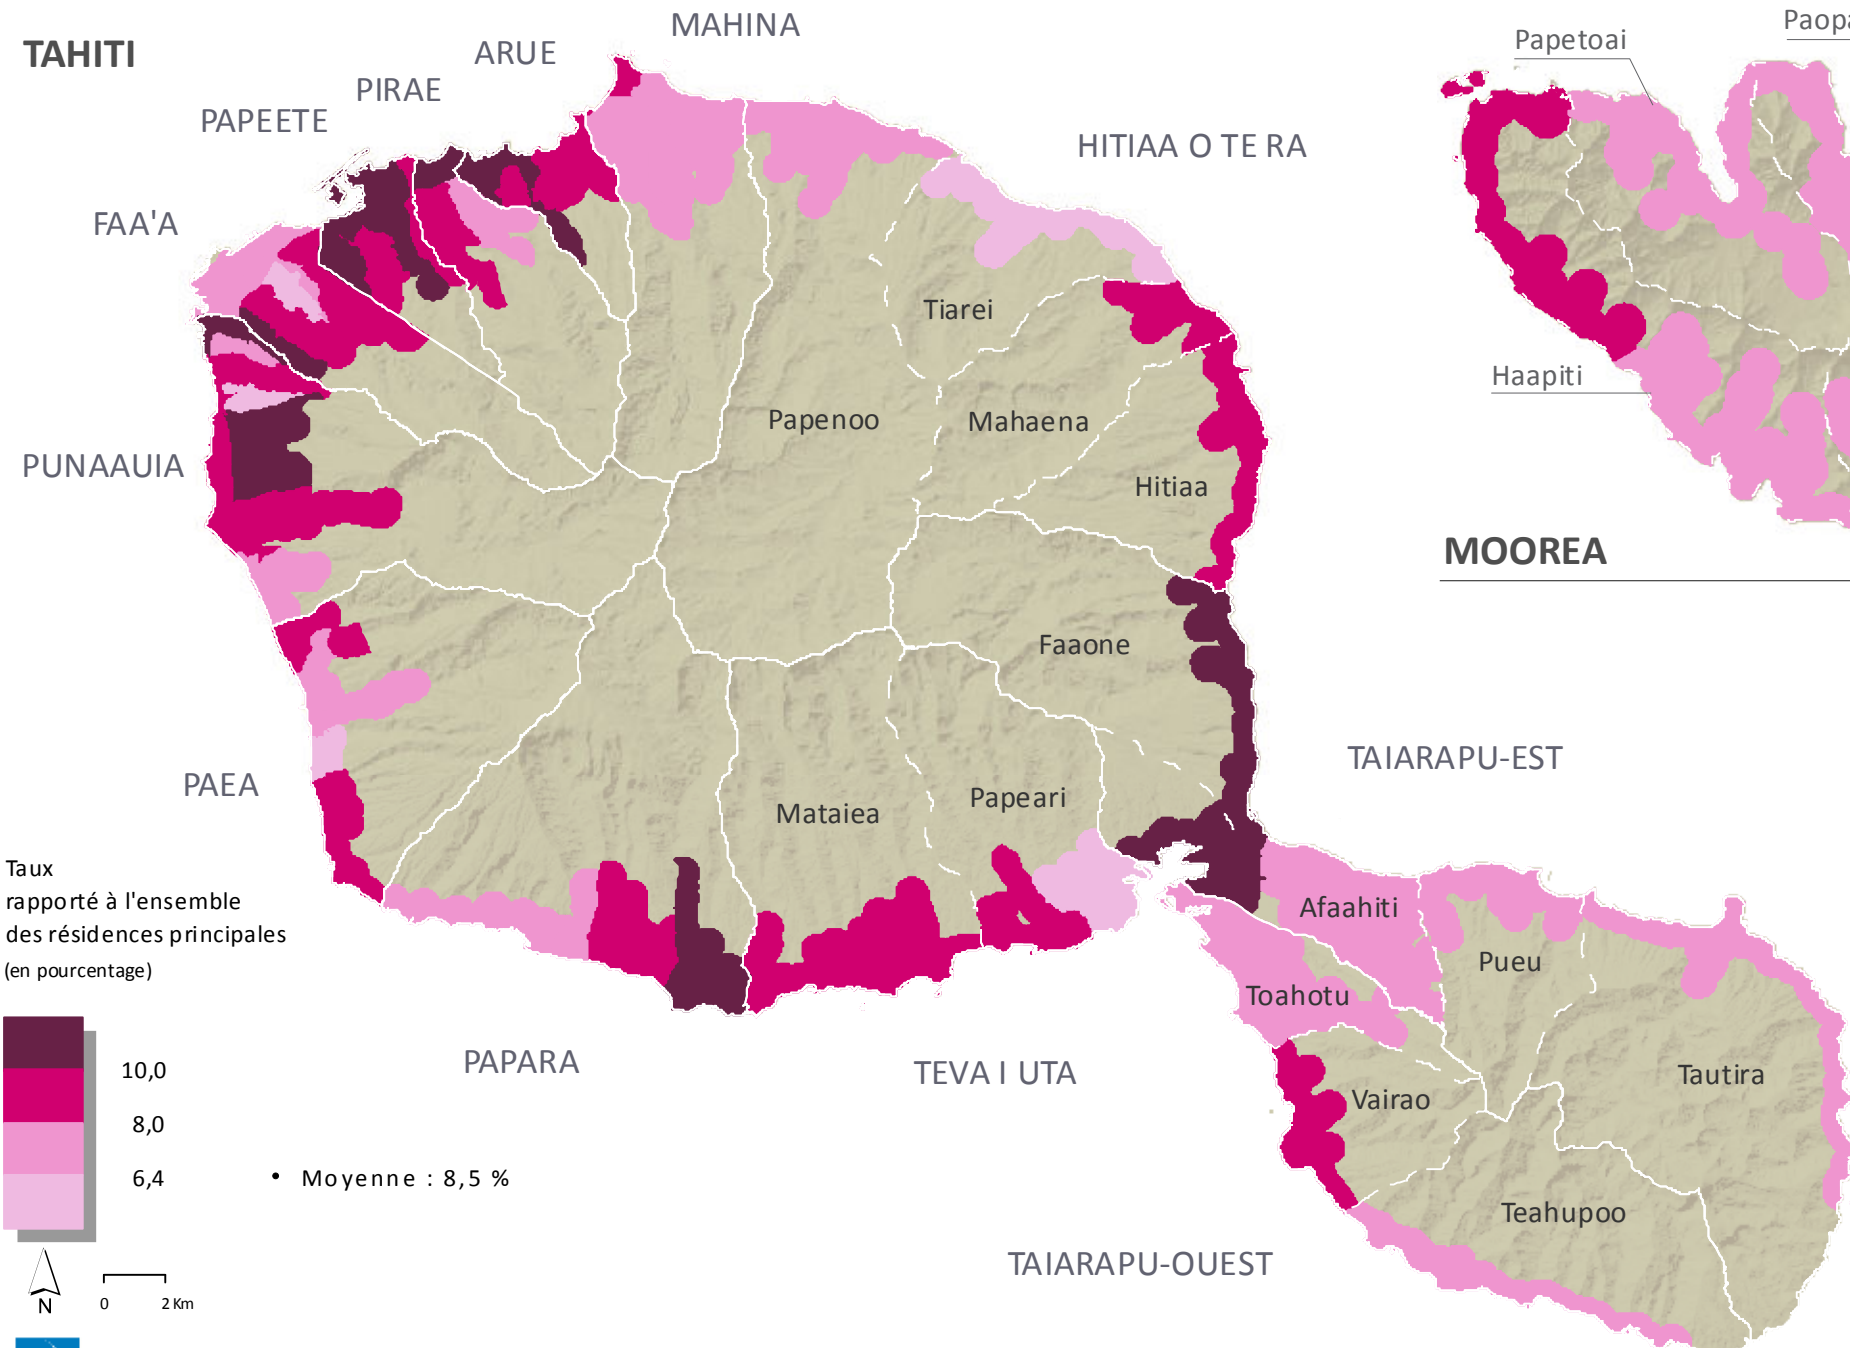 TAHITI
MAHINA
ARUE
PIRAE
PAPEETE
FAA'A
HITIAA O TE RA
Papetoai
Haapiti
MOOREA
Tiarei
Papenoo
Mahaena
Hitiaa
PUNAAUIA
Faaone
TAIARAPU-EST
PAEA
Mataiea
Papeari
Afaahiti
Pueu
Toahotu
Tautira
Vairao
Teahupoo
PAPARA
TEVA I UTA
TAIARAPU-OUEST
Taux
rapporté à l'ensemble
des résidences principales
(en pourcentage)
10,0
8,0
6,4
• Moyenne : 8,5 %
N
0 2 Km